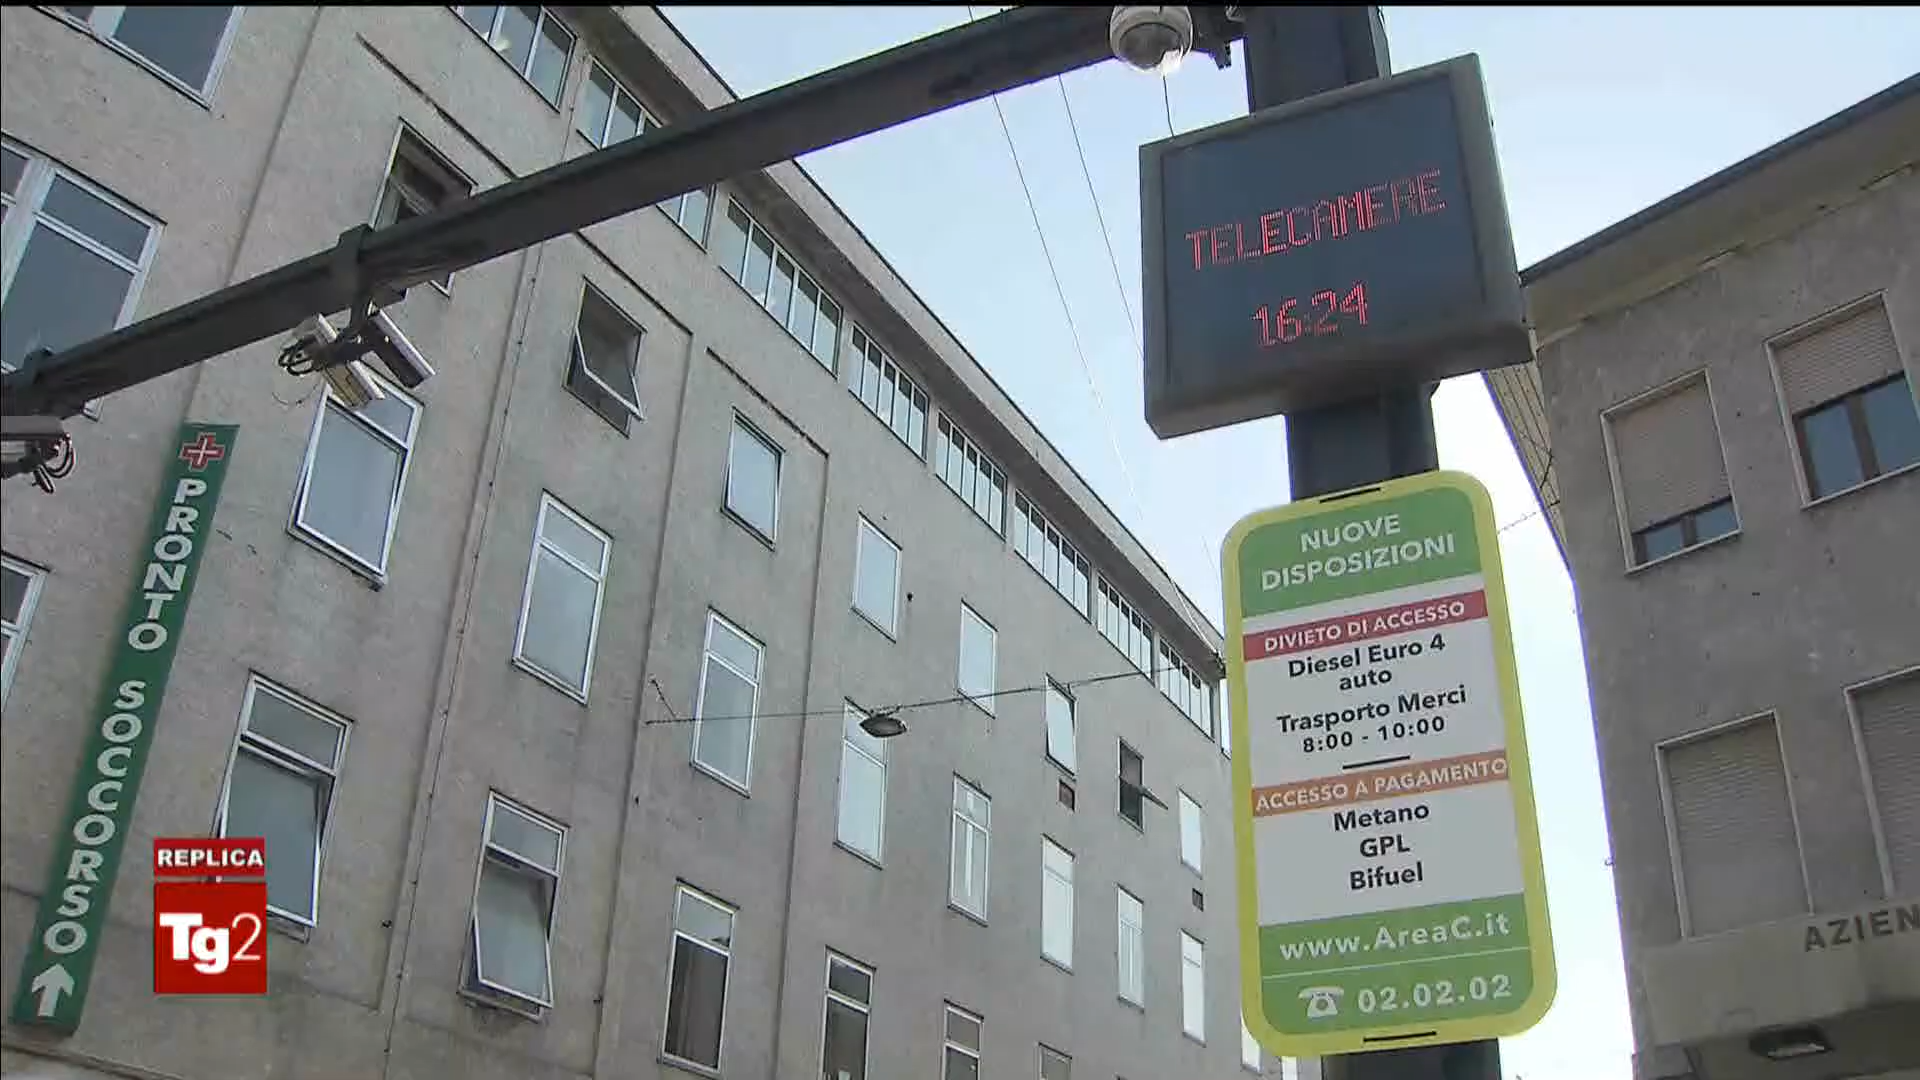 TELECAMERE
16:24
PRONTO SOCCORSO
NUOVE
DISPOSIZIONI
DIVIETO DI ACCESSO
Diesel Euro 4
auto
Trasporto Merci
8:00 - 10:00
ACCESSO A PAGAMENTO
Metano
GPL
Bifuel
www.AreaC.it
02.02.02
AZIEN
REPLICA
Tg2